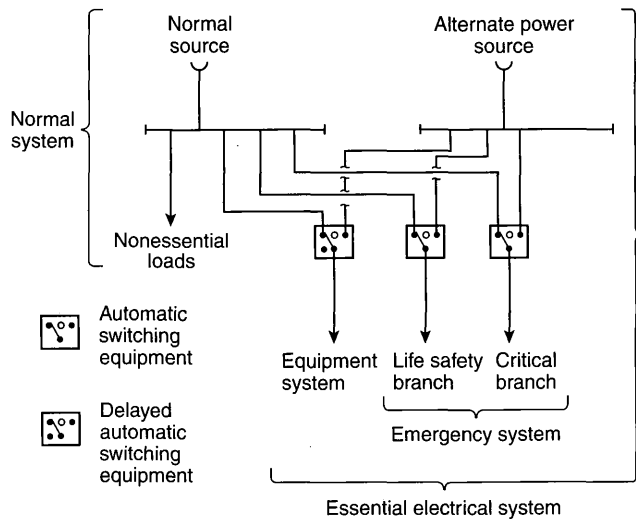 Normal
source
Alternate power
source
Normal
system
Nonessential
loads
Automatic
switching
equipment
Delayed
automatic
switching
equipment
Equipment
system
Life safety
branch
Critical
branch
Emergency system
Essential electrical system